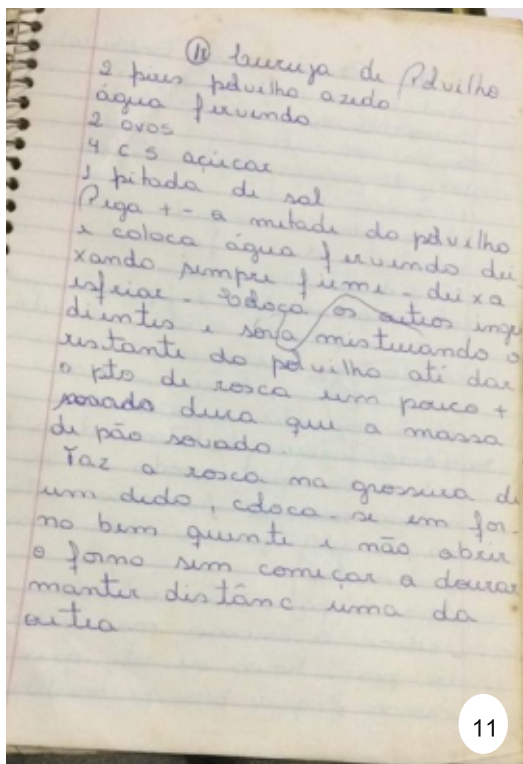 (11) Coruja de Polvilho
2 pires polvilho azedo
água fervendo
2 ovos
4 c s açúcar
1 pitada de sal
Pega + - a metade do polvilho
e coloca água fervendo dei
xando sempre firme - deixa
esfriar - Coloca os outros ingre
dientes e sova misturando o
restante do polvilho até dar
o pto de rosca um pouco +
dura que a massa
de pão sovado.
Faz a rosca na grossura de
um dedo, coloca-se em for-
no bem quente e não abrir
o forno sem começar a dourar
manter distânc uma da
outra
11